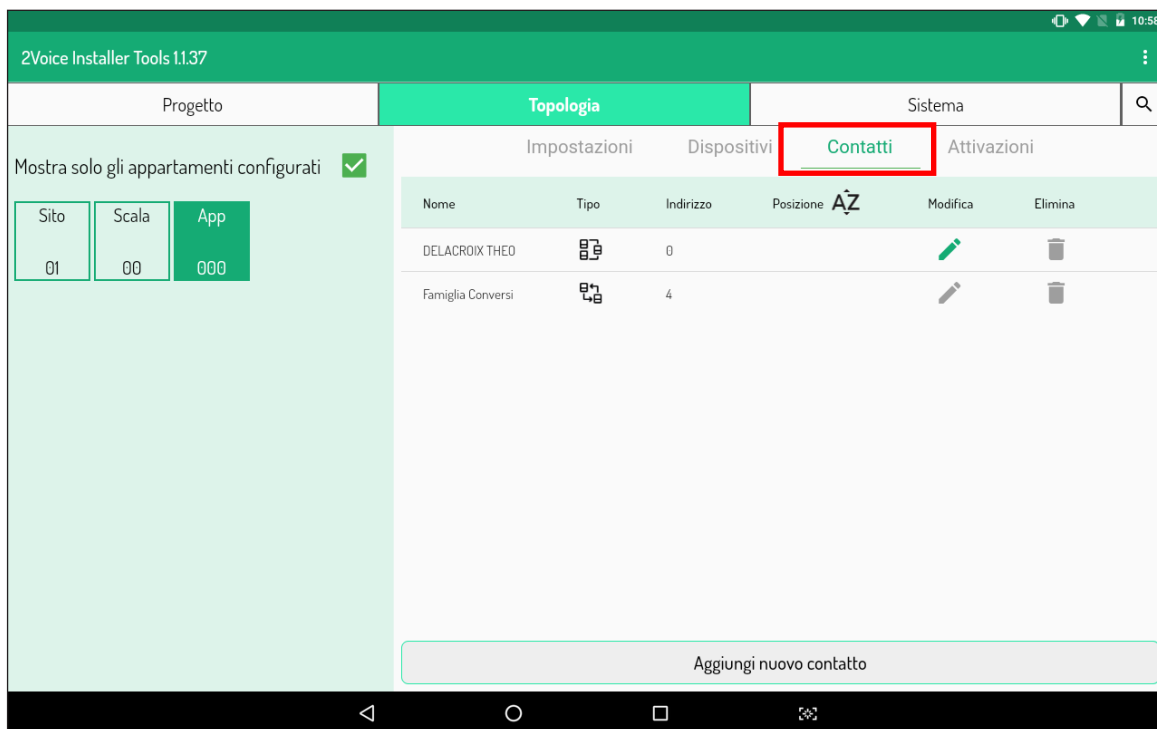 10:58
2Voice Installer Tools 1.1.37
Progetto Topologia Sistema
Impostazioni Dispositivi Contatti Attivazioni
Mostra solo gli appartamenti configurati
Sito Scala App
01 00 000
Nome Tipo Indirizzo Posizione AZ Modifica Elimina
DELACROIX THEO 0
Famiglia Conversi 4
Aggiungi nuovo contatto